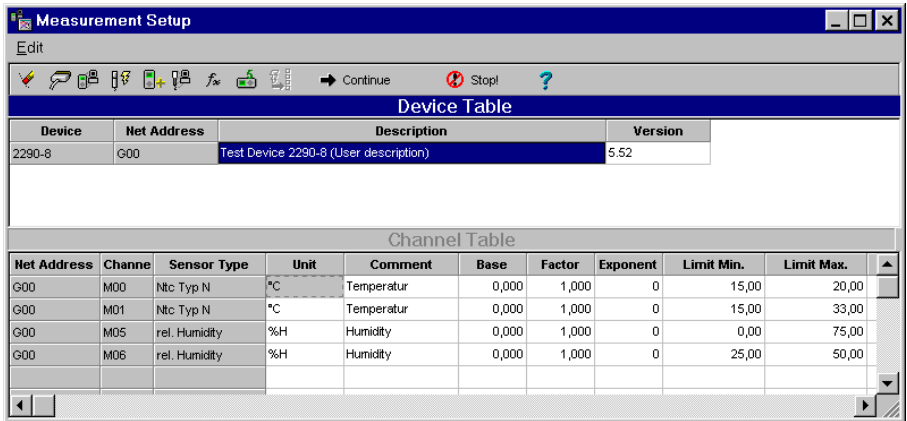 Measurement Setup
Edit
Continue Stop! ?
Device Table
Device Net Address Description Version
2290-8 G00 Test Device 2290-8 (User description) 5.52
Channel Table
Net Address Channe Sensor Type Unit Comment Base Factor Exponent Limit Min. Limit Max.
G00 M00 Ntc Typ N °C Temperatur 0,000 1,000 0 15,00 20,00
G00 M01 Ntc Typ N °C Temperatur 0,000 1,000 0 15,00 33,00
G00 M05 rel. Humidity %H Humidity 0,000 1,000 0 0,00 75,00
G00 M06 rel. Humidity %H Humidity 0,000 1,000 0 25,00 50,00